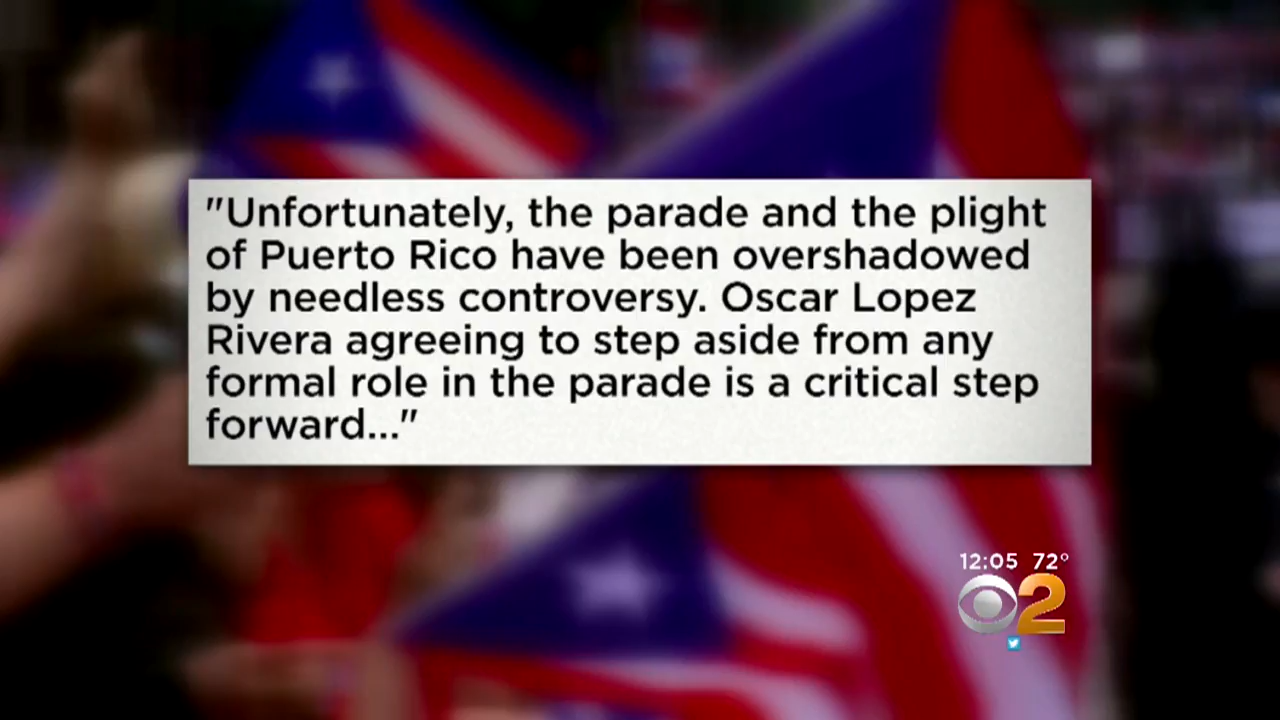 "Unfortunately, the parade and the plight
of Puerto Rico have been overshadowed
by needless controversy. Oscar Lopez
Rivera agreeing to step aside from any
formal role in the parade is a critical step
forward..."
12:05 72°
2